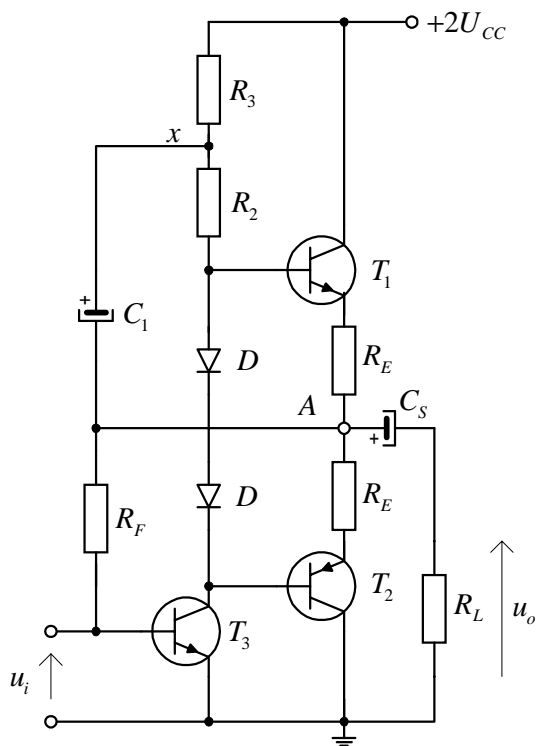 +2U_CC
R_3
x
R_2
T_1
+
C_1
D
R_E
A
C_S
+
D
R_E
R_F
T_2
T_3
R_L
u_o
u_i